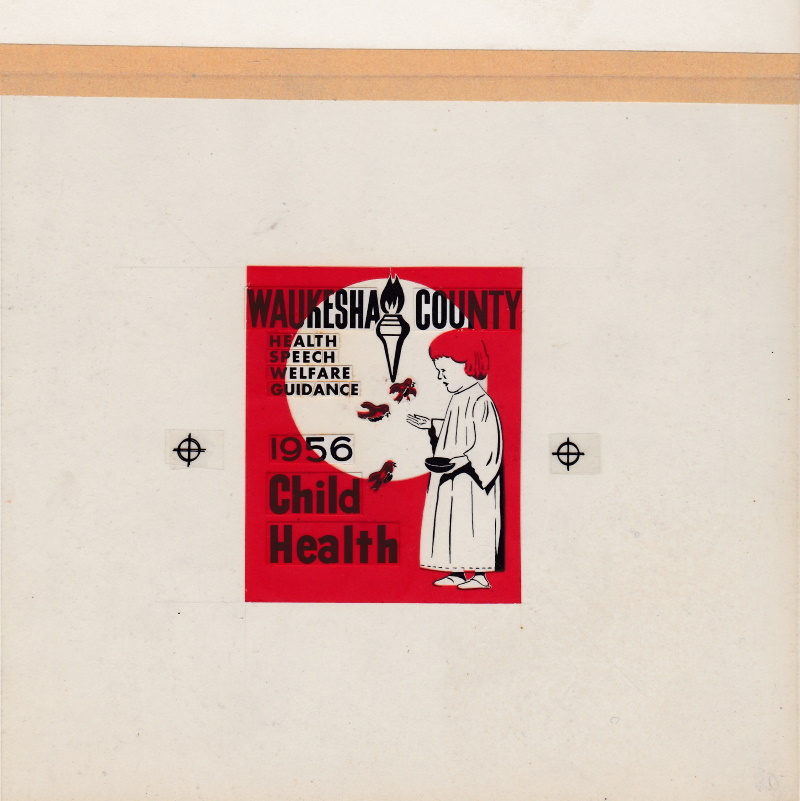 WAUKESHA COUNTY
HEALTH
SPEECH
WELFARE
GUIDANCE
1956
Child
Health